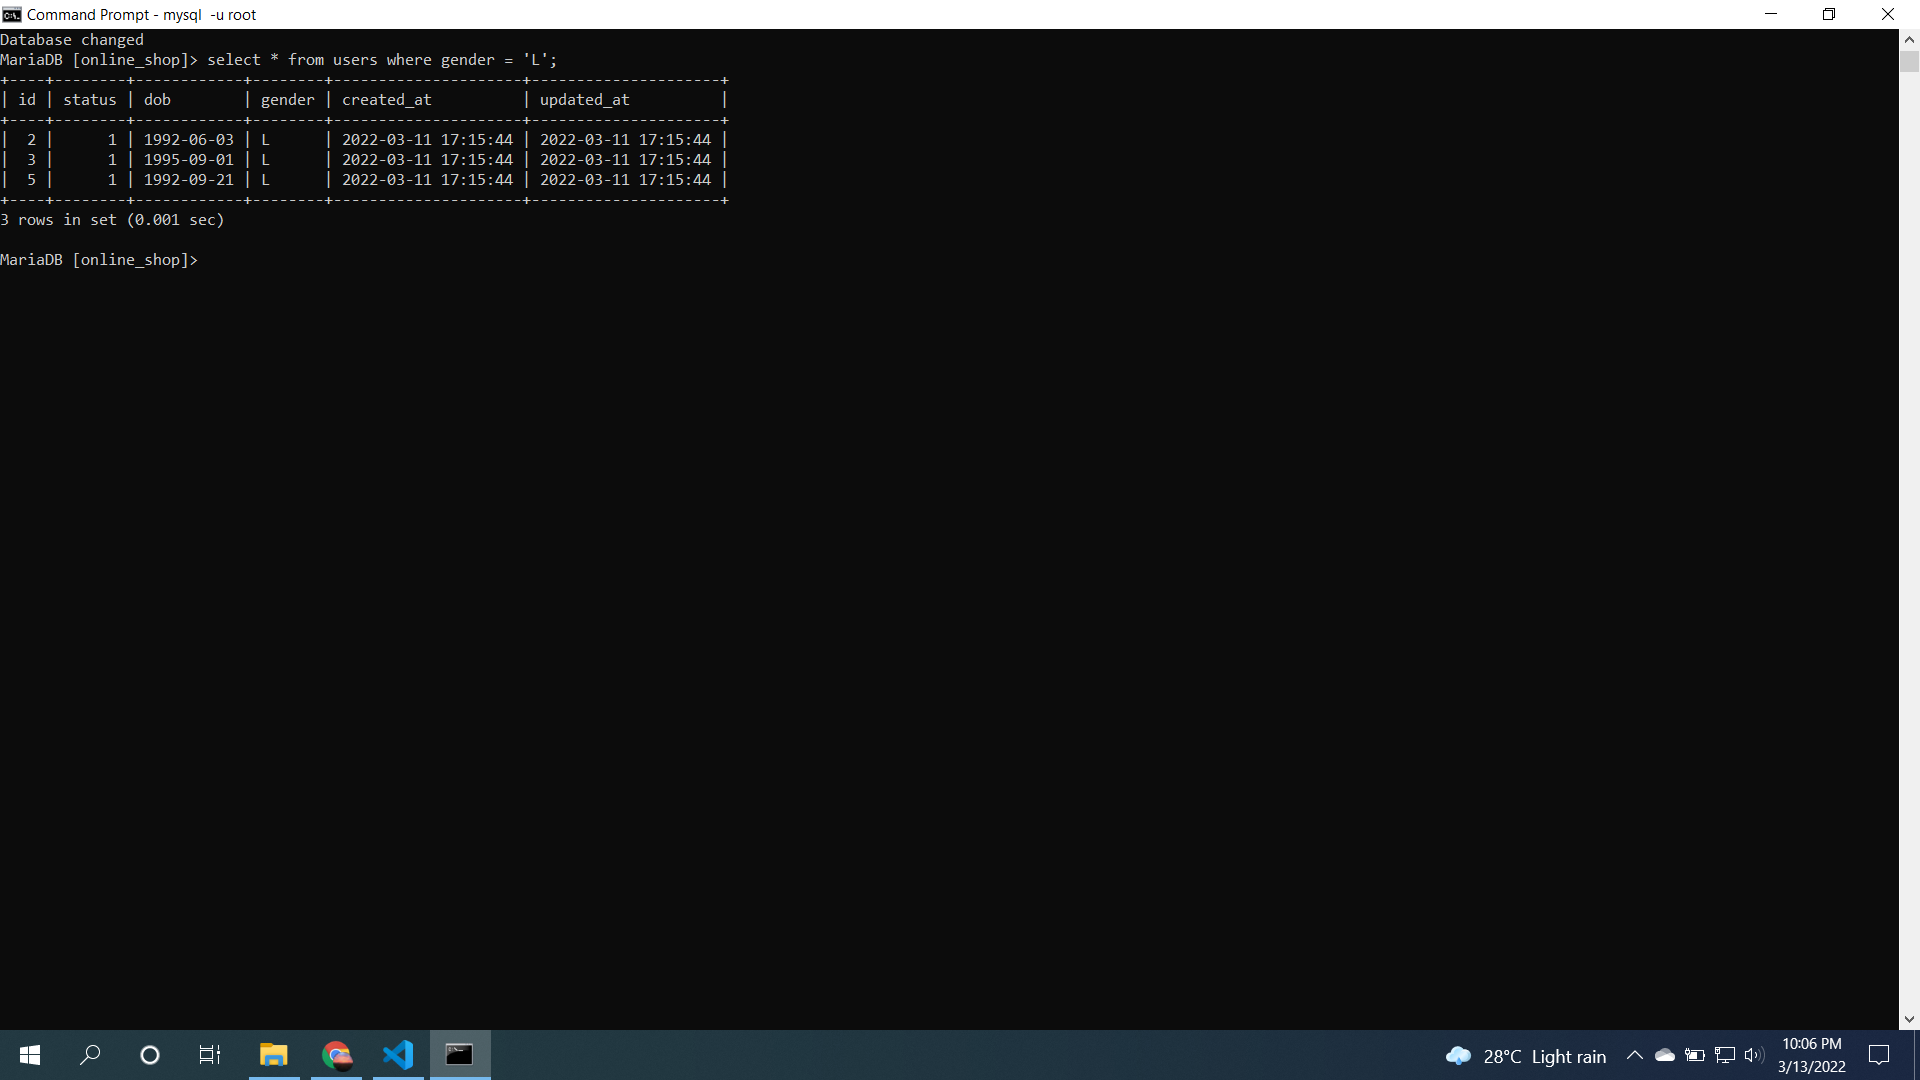 Command Prompt - mysql  -u root
Database changed
MariaDB [online_shop]> select * from users where gender = 'L';
+----+--------+------------+--------+---------------------+---------------------+
| id | status | dob        | gender | created_at          | updated_at          |
+----+--------+------------+--------+---------------------+---------------------+
|  2 |      1 | 1992-06-03 | L      | 2022-03-11 17:15:44 | 2022-03-11 17:15:44 |
|  3 |      1 | 1995-09-01 | L      | 2022-03-11 17:15:44 | 2022-03-11 17:15:44 |
|  5 |      1 | 1992-09-21 | L      | 2022-03-11 17:15:44 | 2022-03-11 17:15:44 |
+----+--------+------------+--------+---------------------+---------------------+
3 rows in set (0.001 sec)
MariaDB [online_shop]>
28°C  Light rain
10:06 PM
3/13/2022